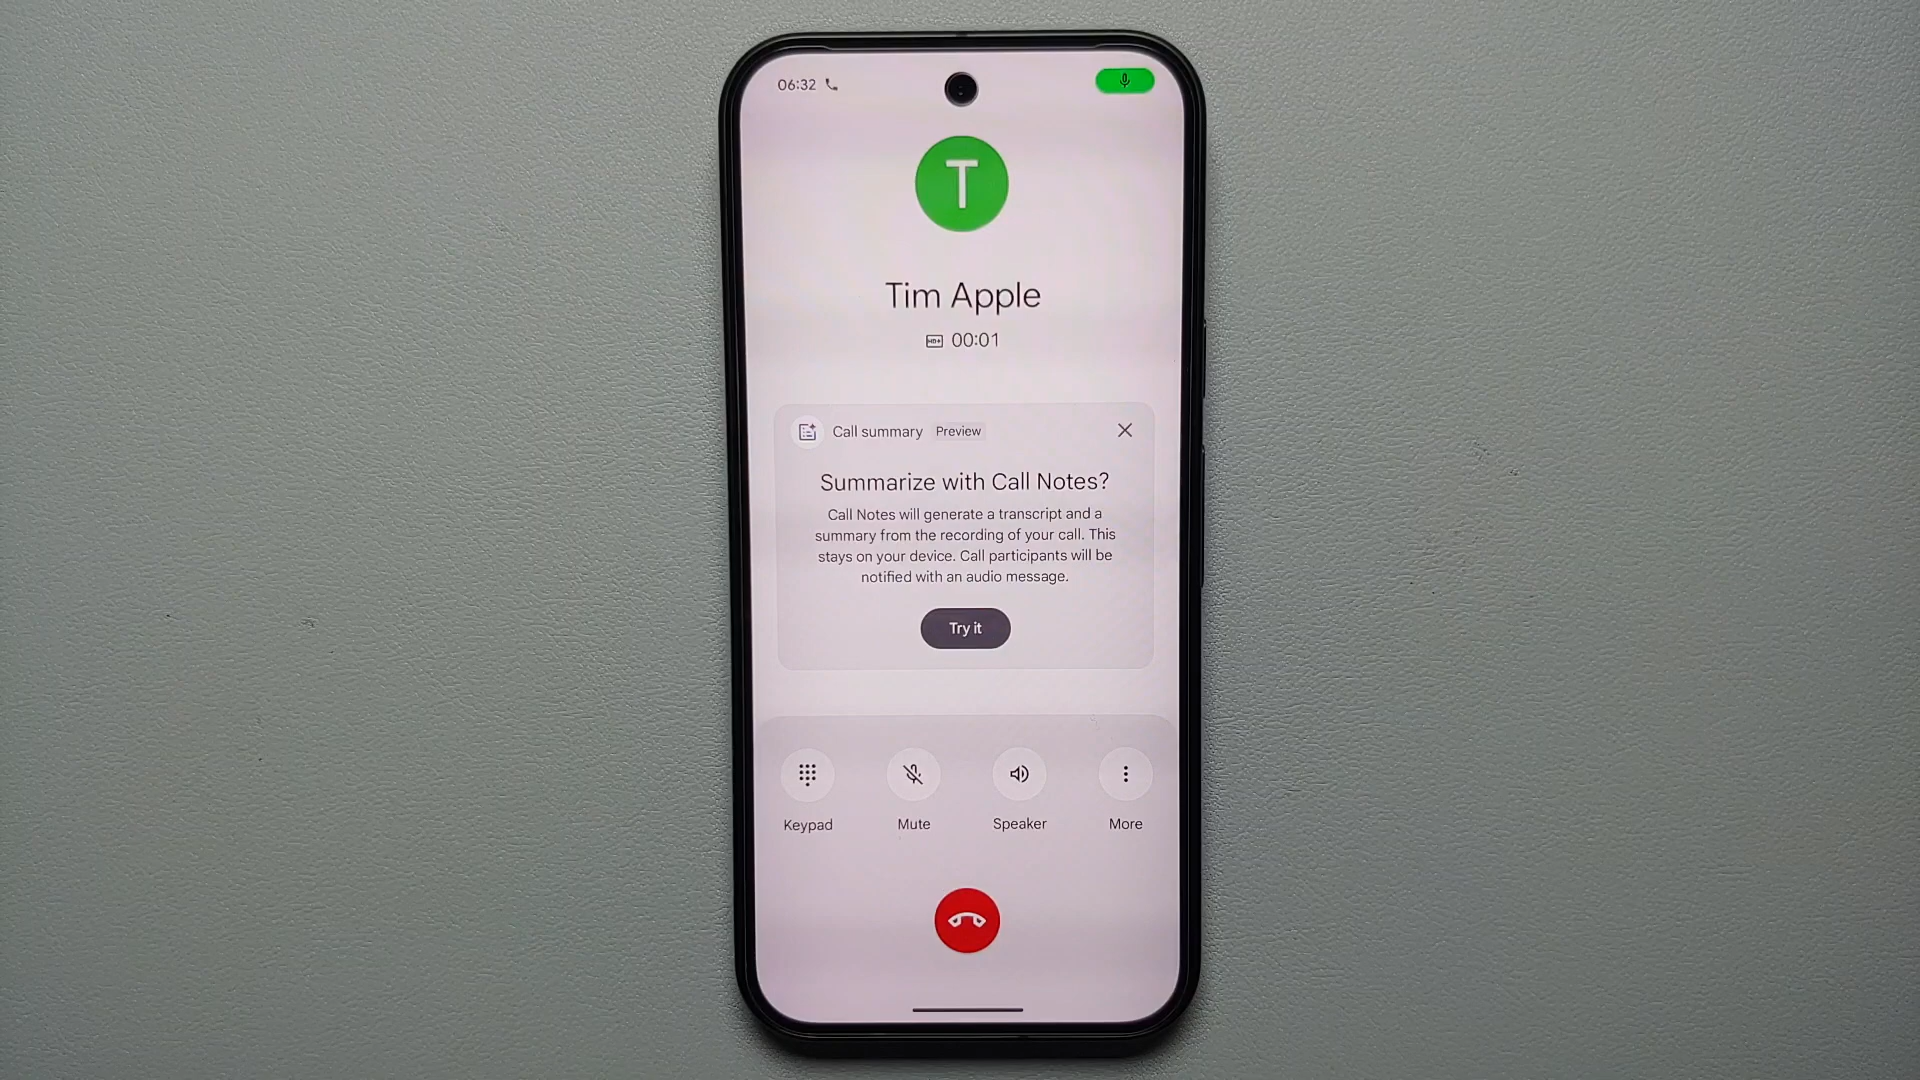 06:32
T
Tim Apple
HD+ 00:01
Call summary Preview
Summarize with Call Notes?
Call Notes will generate a transcript and a
summary from the recording of your call. This
stays on your device. Call participants will be
notified with an audio message.
Try it
Keypad Mute Speaker More